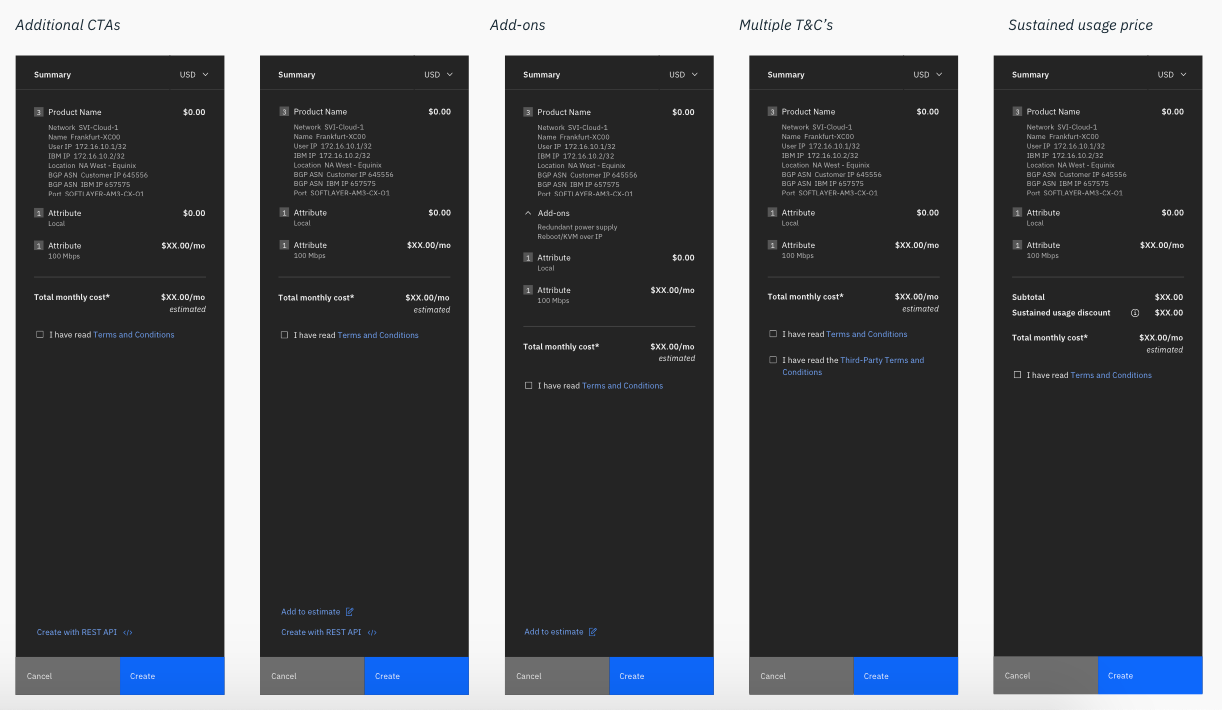 Additional CTAs
Add-ons
Multiple T&C's
Sustained usage price
Summary
USD
3 Product Name $0.00
Network SVI-Cloud-1
Name Frankfurt-XC00
User IP 172.16.10.1/32
IBM IP 172.16.10.2/32
Location NA West - Equinix
BGP ASN Customer IP 645556
BGP ASN IBM IP 657575
Port SOFTLAYER-AM3-CX-01
1 Attribute $0.00
Local
1 Attribute $XX.00/mo
100 Mbps
Total monthly cost* $XX.00/mo
estimated
I have read Terms and Conditions
Create with REST API </>
Cancel
Create
Summary
USD
3 Product Name $0.00
Network SVI-Cloud-1
Name Frankfurt-XC00
User IP 172.16.10.1/32
IBM IP 172.16.10.2/32
Location NA West - Equinix
BGP ASN Customer IP 645556
BGP ASN IBM IP 657575
Port SOFTLAYER-AM3-CX-01
1 Attribute $0.00
Local
1 Attribute $XX.00/mo
100 Mbps
Total monthly cost* $XX.00/mo
estimated
I have read Terms and Conditions
Add to estimate
Create with REST API </>
Cancel
Create
Summary
USD
3 Product Name $0.00
Network SVI-Cloud-1
Name Frankfurt-XC00
User IP 172.16.10.1/32
IBM IP 172.16.10.2/32
Location NA West - Equinix
BGP ASN Customer IP 645556
BGP ASN IBM IP 657575
Port SOFTLAYER-AM3-CX-01
Add-ons
Redundant power supply
Reboot/KVM over IP
1 Attribute $0.00
Local
1 Attribute $XX.00/mo
100 Mbps
Total monthly cost* $XX.00/mo
estimated
I have read Terms and Conditions
Add to estimate
Cancel
Create
Summary
USD
3 Product Name $0.00
Network SVI-Cloud-1
Name Frankfurt-XC00
User IP 172.16.10.1/32
IBM IP 172.16.10.2/32
Location NA West - Equinix
BGP ASN Customer IP 645556
BGP ASN IBM IP 657575
Port SOFTLAYER-AM3-CX-01
1 Attribute $0.00
Local
1 Attribute $XX.00/mo
100 Mbps
Total monthly cost* $XX.00/mo
estimated
I have read Terms and Conditions
I have read the Third-Party Terms and
Conditions
Cancel
Create
Summary
USD
3 Product Name $0.00
Network SVI-Cloud-1
Name Frankfurt-XC00
User IP 172.16.10.1/32
IBM IP 172.16.10.2/32
Location NA West - Equinix
BGP ASN Customer IP 645556
BGP ASN IBM IP 657575
Port SOFTLAYER-AM3-CX-01
1 Attribute $0.00
Local
1 Attribute $XX.00/mo
100 Mbps
Subtotal $XX.00
Sustained usage discount $XX.00
Total monthly cost* $XX.00/mo
estimated
I have read Terms and Conditions
Cancel
Create